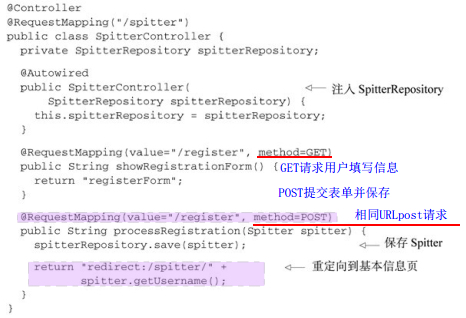 @Controller
@RequestMapping("/spitter")
public class SpitterController {
private SpitterRepository spitterRepository;
@Autowired
public SpitterController( 注入 SpitterRepository
SpitterRepository spitterRepository) {
this.spitterRepository = spitterRepository;
}
@RequestMapping(value="/register", method=GET)
public String showRegistrationForm() { GET请求用户填写信息
return "registerForm";
} POST提交表单并保存
@RequestMapping(value="/register", method=POST) 相同URLpost请求
public String processRegistration(Spitter spitter) {
spitterRepository.save(spitter); 保存 Spitter
return "redirect:/spitter/" + 重定向到基本信息页
spitter.getUsername();
}
}